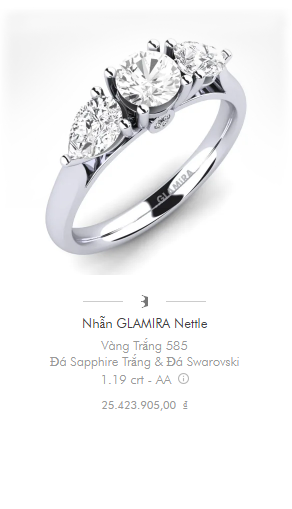 GLAMIRA
Nhẫn GLAMIRA Nettle
Vàng Trắng 585
Đá Sapphire Trắng & Đá Swarovski
1.19 crt - AA
25.423.905,00 ₫